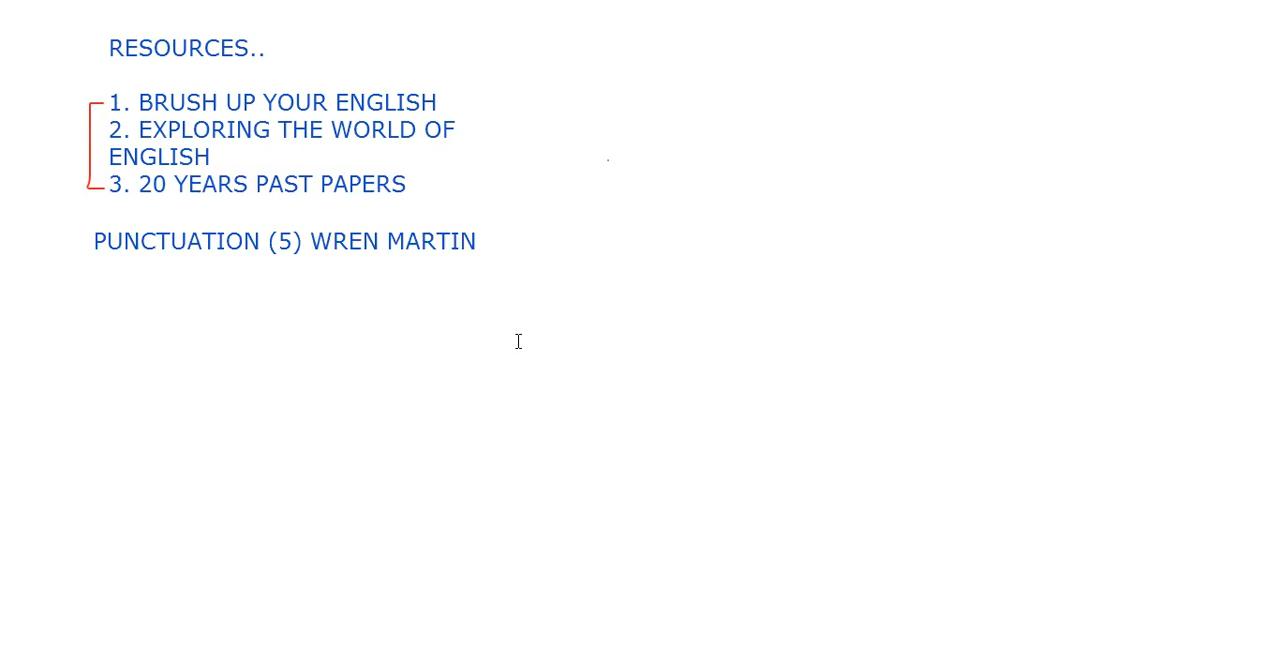 RESOURCES..
1. BRUSH UP YOUR ENGLISH
2. EXPLORING THE WORLD OF
ENGLISH
3. 20 YEARS PAST PAPERS
PUNCTUATION (5) WREN MARTIN